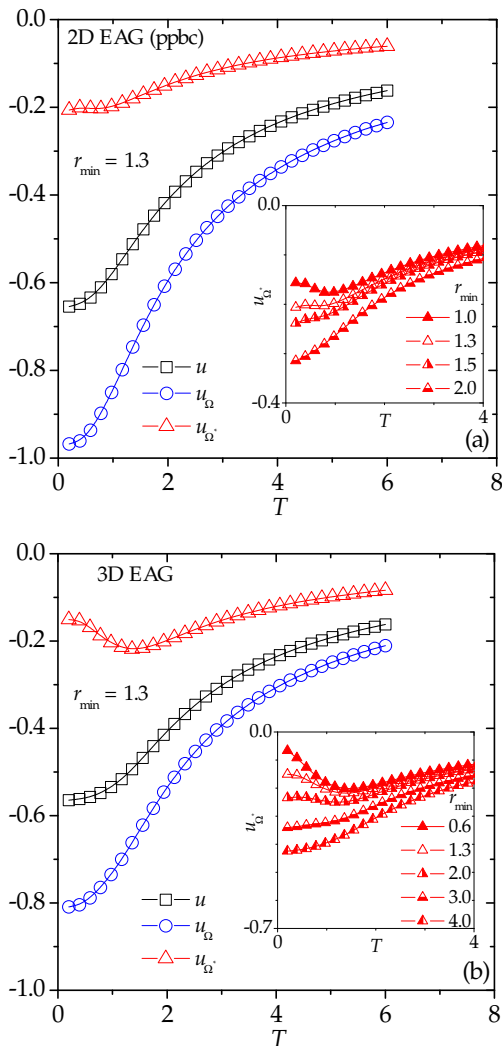 0.0
2D EAG (ppbc)
-0.2
r_min = 1.3
-0.4
-0.6
-0.8
-1.0
0 2 4 6 8
T
u
u_Ω
u_Ω*
(a)
0.0
u_Ω*
-0.4
0 2 4
T
r_min
1.0
1.3
1.5
2.0
0.0
3D EAG
-0.2
r_min = 1.3
-0.4
-0.6
-0.8
-1.0
0 2 4 6 8
T
u
u_Ω
u_Ω*
(b)
0.0
u_Ω*
-0.7
0 2 4
T
r_min
0.6
1.3
2.0
3.0
4.0